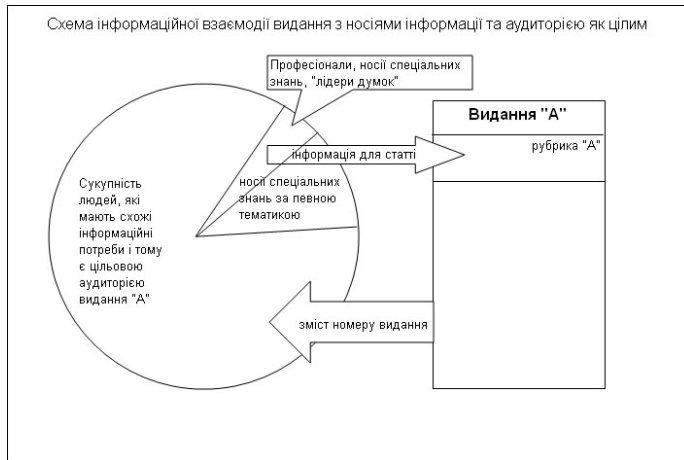 Схема інформаційної взаємодії видання з носіями інформації та аудиторією як цілим
Професіонали, носії спеціальних
знань, "лідери думок"
Видання "А"
рубрика "А"
інформація для статті
носії спеціальних
знань за певною
тематикою
Сукупність
людей, які
мають схожі
інформаційні
потреби і тому
є цільовою
аудиторією
видання "А"
зміст номеру видання